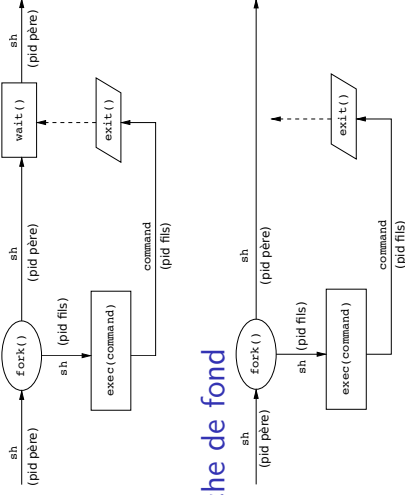 sh
(pid père)
fork()
sh
(pid fils)
exec(command)
sh
(pid père)
command
(pid fils)
exit()
wait()
sh
(pid père)
che de fond
sh
(pid père)
fork()
sh
(pid fils)
exec(command)
sh
(pid père)
command
(pid fils)
exit()